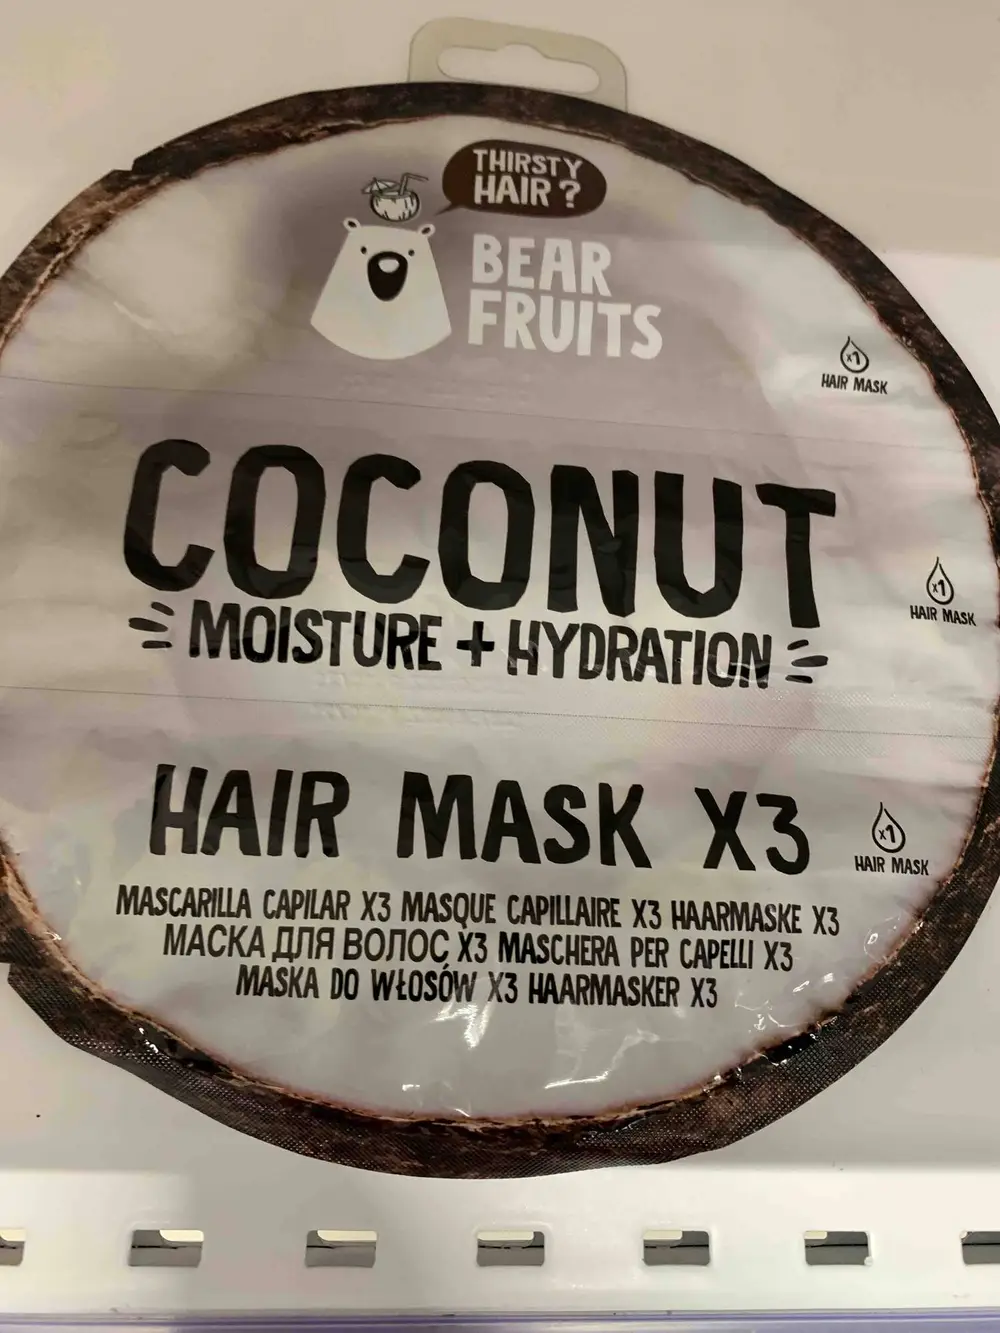 THIRSTY
HAIR?
BEAR
FRUITS
x1
HAIR MASK
COCONUT
MOISTURE + HYDRATION
x1
HAIR MASK
HAIR MASK X3
x1
HAIR MASK
MASCARILLA CAPILAR X3 MASQUE CAPILLAIRE X3 HAARMASKE X3
МАСКА ДЛЯ ВОЛОС X3 MASCHERA PER CAPELLI X3
MASKA DO WŁOSÓW X3 HAARMASKER X3